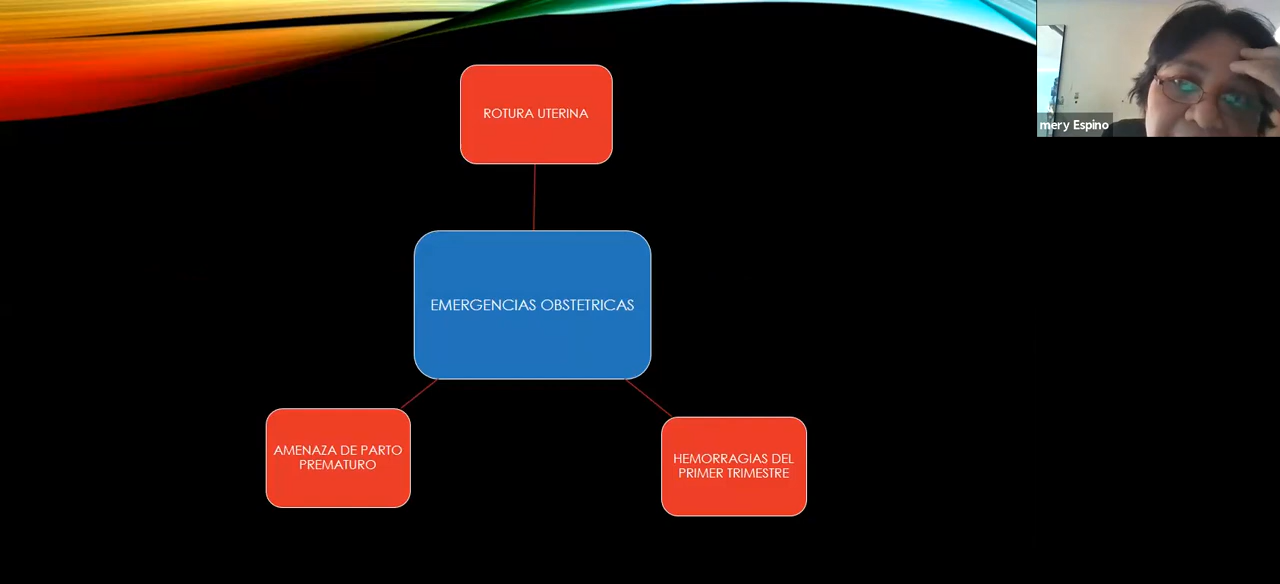 ROTURA UTERINA
mery Espino
EMERGENCIAS OBSTETRICAS
AMENAZA DE PARTO
PREMATURO
HEMORRAGIAS DEL
PRIMER TRIMESTRE